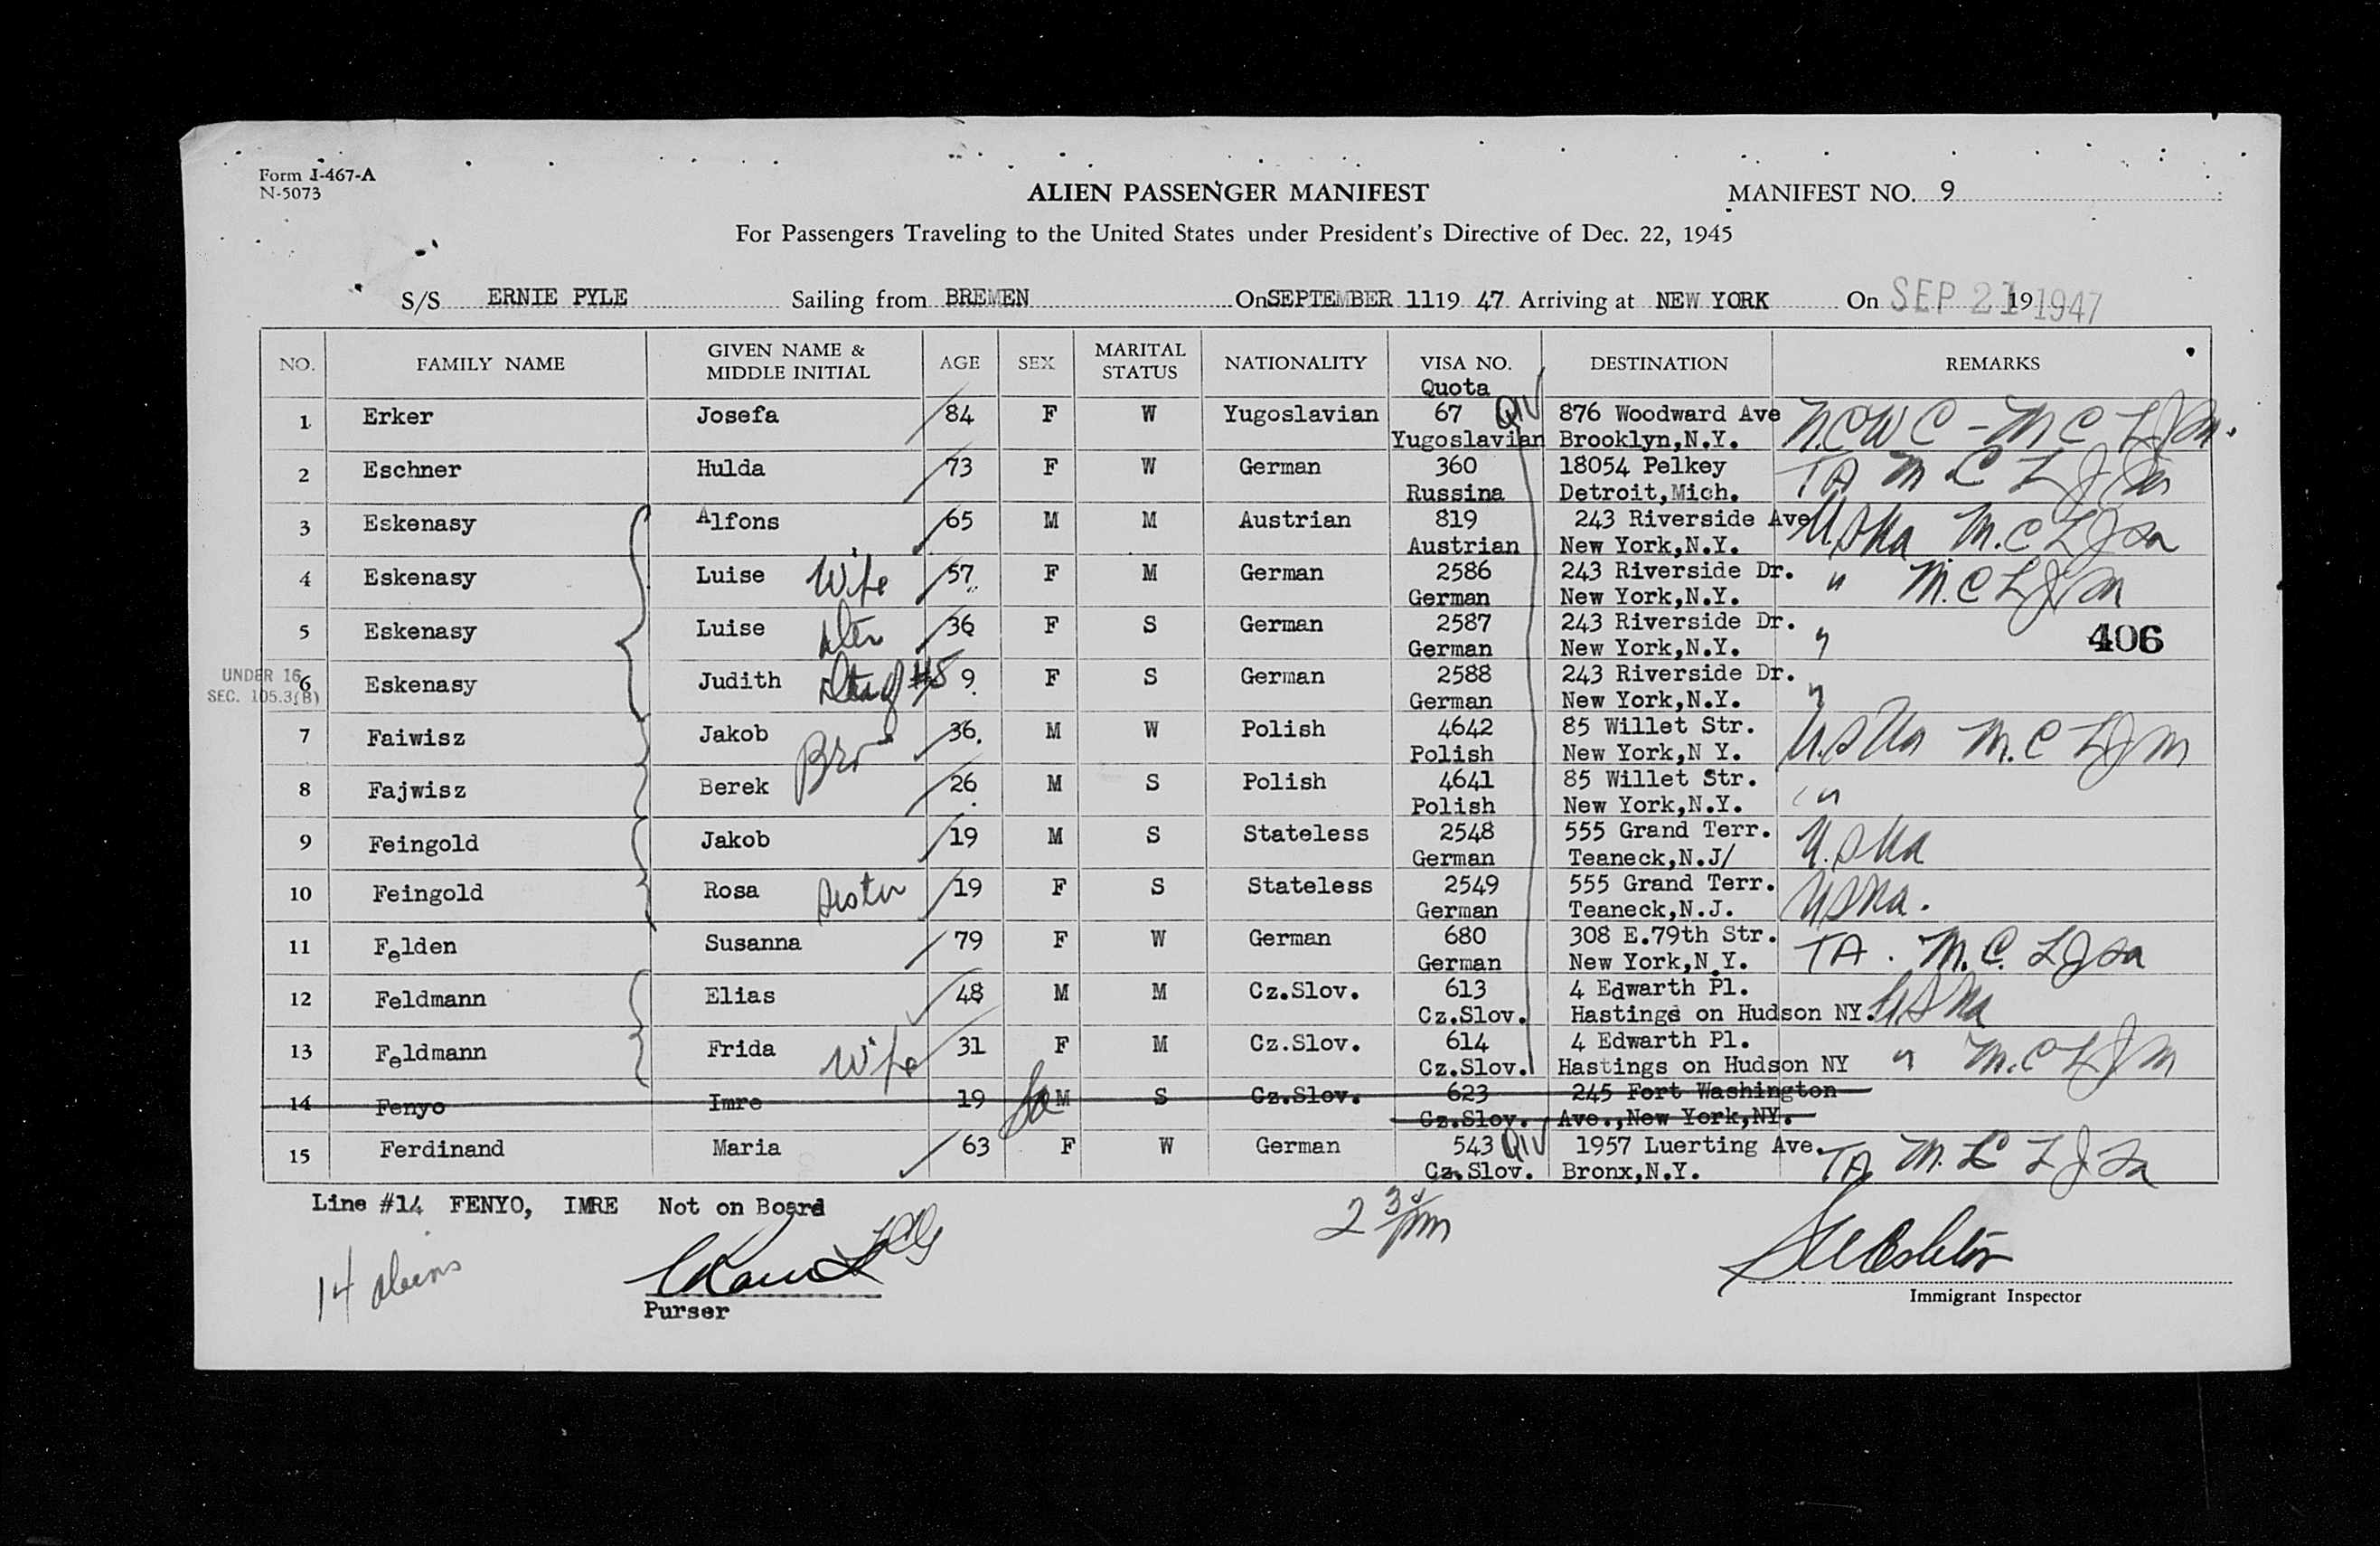 Form I-467-A
N-5073
ALIEN PASSENGER MANIFEST
MANIFEST NO. 9
For Passengers Traveling to the United States under President's Directive of Dec. 22, 1945
S/S ERNIE PYLE Sailing from BREMEN On SEPTEMBER 11 19 47 Arriving at NEW YORK On SEP 21 19 1947
NO. FAMILY NAME GIVEN NAME & MIDDLE INITIAL AGE SEX MARITAL STATUS NATIONALITY VISA NO. DESTINATION REMARKS
Quota
1 Erker Josefa 84 F W Yugoslavian 67 QIV 876 Woodward Ave NCWC - M C
Yugoslavian Brooklyn,N.Y.
2 Eschner Hulda 73 F W German 360 18054 Pelkey TA M C
Russina Detroit,Mich.
3 Eskenasy Alfons 65 M M Austrian 819 243 Riverside Ave USNa M.C
Austrian New York,N.Y.
4 Eskenasy Luise Wife 57 F M German 2586 243 Riverside Dr. " M.C
German New York,N.Y.
5 Eskenasy Luise dter 36 F S German 2587 243 Riverside Dr. " 406
German New York,N.Y.
UNDER 16
SEC. 105.3(B)
6 Eskenasy Judith Dter of #5 9 F S German 2588 243 Riverside Dr. "
German New York,N.Y.
7 Faiwisz Jakob 36 M W Polish 4642 85 Willet Str. USNa M.C
Polish New York,N Y.
8 Fajwisz Berek Bro 26 M S Polish 4641 85 Willet Str. "
Polish New York,N.Y.
9 Feingold Jakob 19 M S Stateless 2548 555 Grand Terr. USNa
German Teaneck,N.J/
10 Feingold Rosa Sister 19 F S Stateless 2549 555 Grand Terr. USNa.
German Teaneck,N.J.
11 Felden Susanna 79 F W German 680 308 E.79th Str. TA. M.C.
German New York,N.Y.
12 Feldmann Elias 48 M M Cz.Slov. 613 4 Edwarth Pl. USNa
Cz.Slov. Hastings on Hudson NY.
13 Feldmann Frida Wife 31 F M Cz.Slov. 614 4 Edwarth Pl. " M.C
Cz.Slov. Hastings on Hudson NY
14 Fenyo Imre 19 M S Cz.Slov. 623 245 Fort Washington
Cz.Slov. Ave.,New York,NY.
15 Ferdinand Maria 63 F W German 543 QIV 1957 Luerting Ave. TA M.C
Cz.Slov. Bronx,N.Y.
Line #14 FENYO, IMRE Not on Board
14 aliens
Purser
Immigrant Inspector